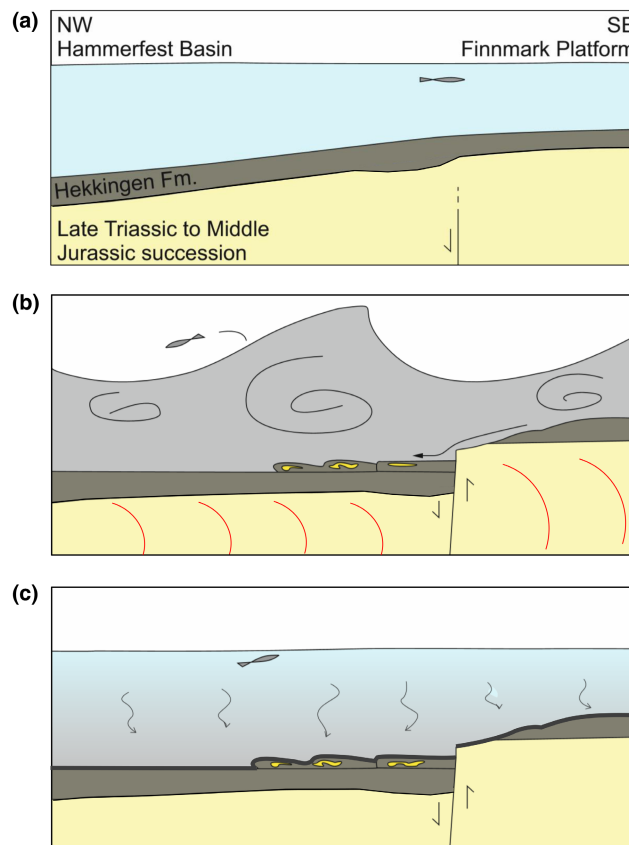 (a)
NW
Hammerfest Basin
SE
Finnmark Platform
Hekkingen Fm.
Late Triassic to Middle
Jurassic succession
(b)
(c)